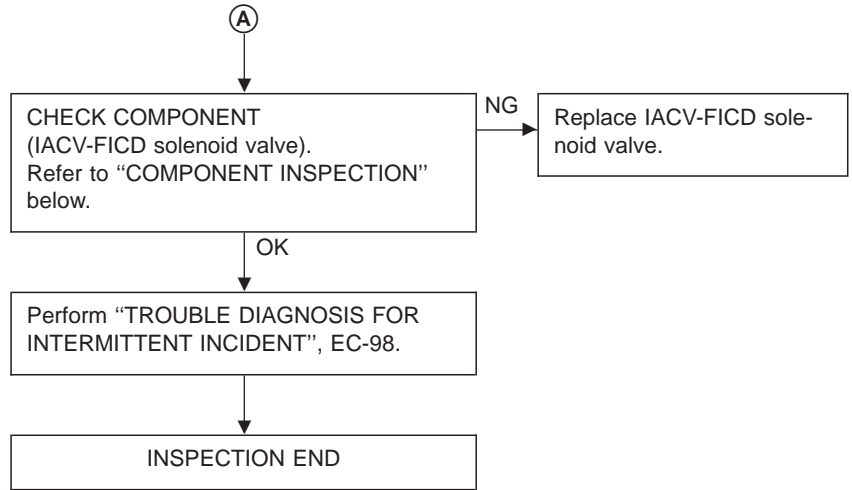 A
CHECK COMPONENT
(IACV-FICD solenoid valve).
Refer to ‘‘COMPONENT INSPECTION’’
below.
NG
Replace IACV-FICD sole-
noid valve.
OK
Perform ‘‘TROUBLE DIAGNOSIS FOR
INTERMITTENT INCIDENT’’, EC-98.
INSPECTION END